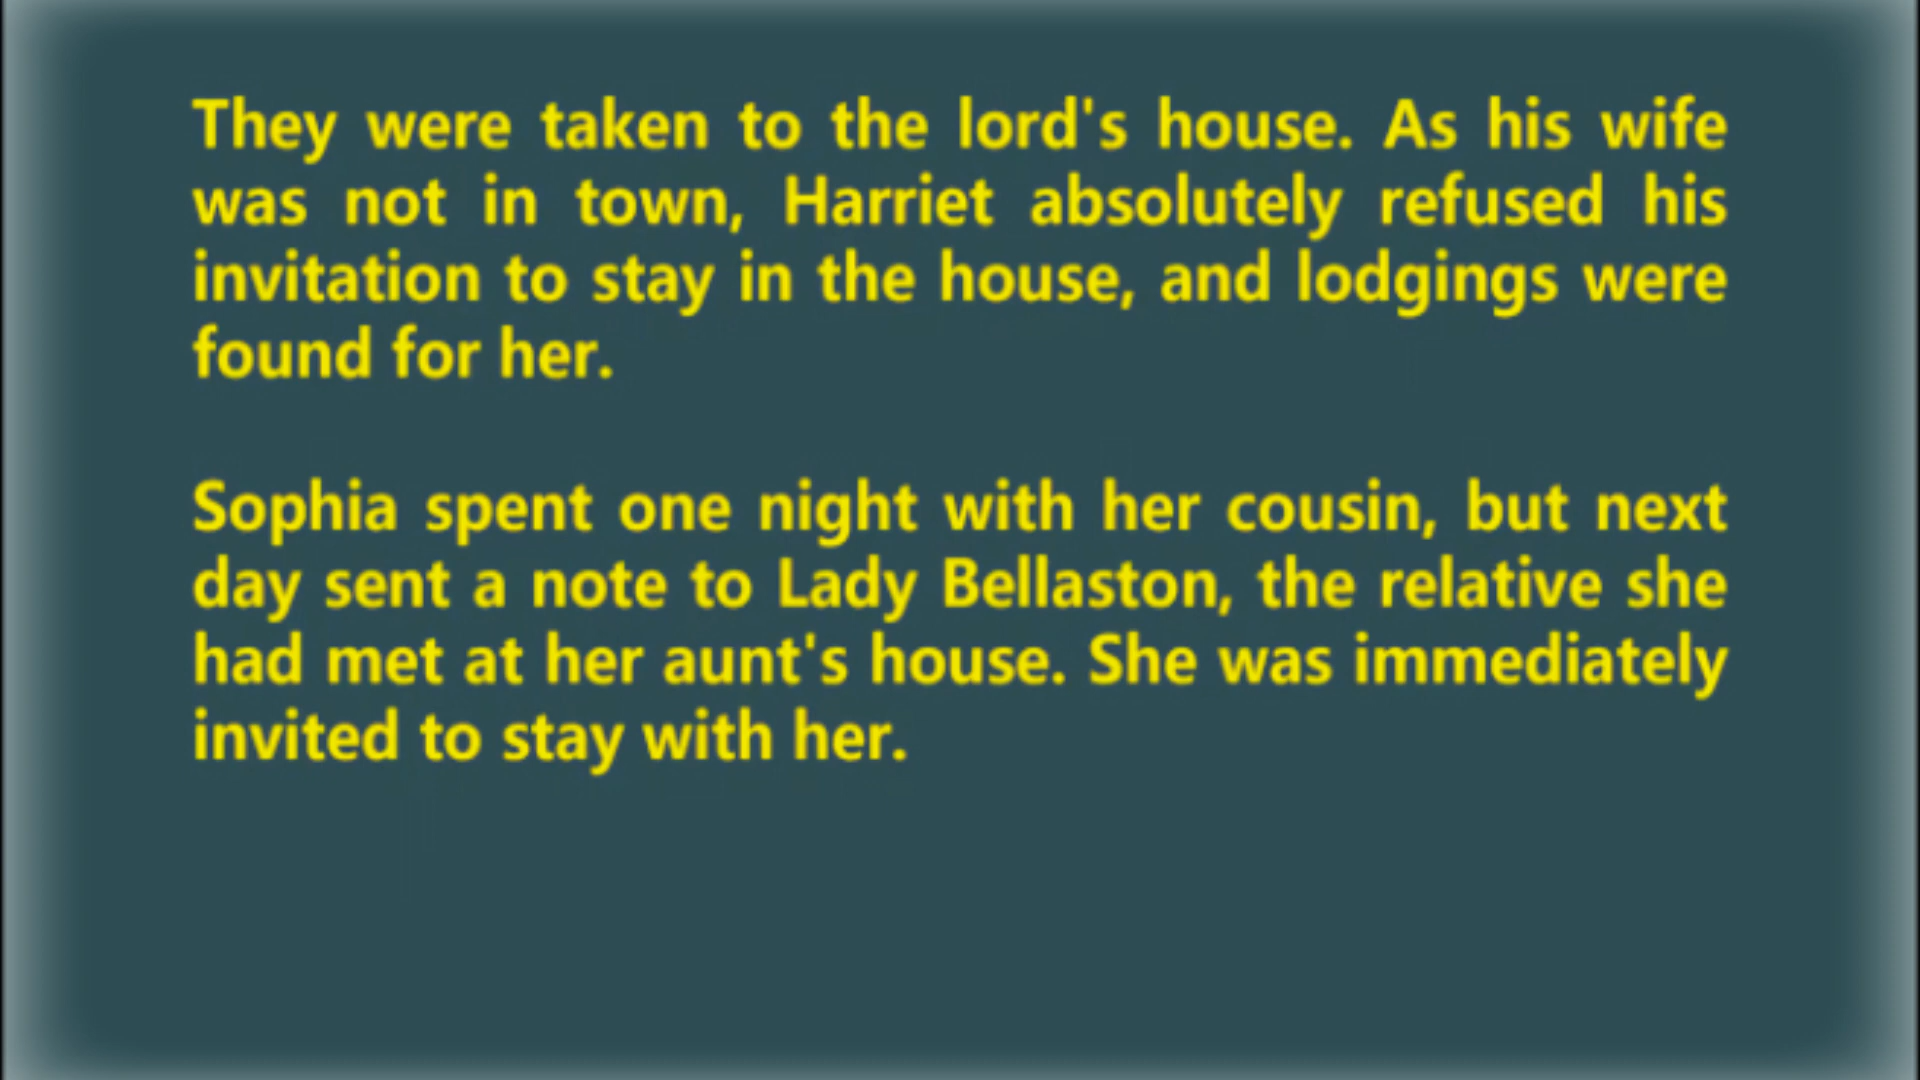 They were taken to the lord's house. As his wife
was not in town, Harriet absolutely refused his
invitation to stay in the house, and lodgings were
found for her.
Sophia spent one night with her cousin, but next
day sent a note to Lady Bellaston, the relative she
had met at her aunt's house. She was immediately
invited to stay with her.